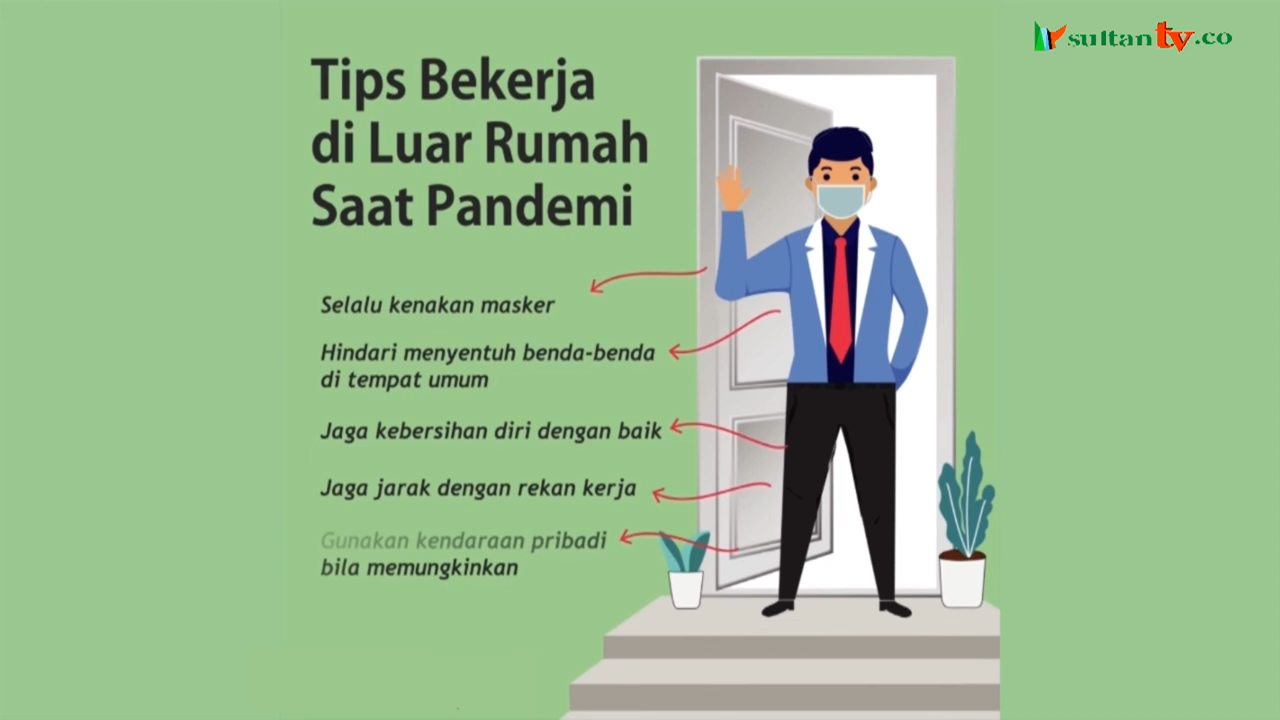 sultantv.co
Tips Bekerja
di Luar Rumah
Saat Pandemi
Selalu kenakan masker
Hindari menyentuh benda-benda
di tempat umum
Jaga kebersihan diri dengan baik
Jaga jarak dengan rekan kerja
Gunakan kendaraan pribadi
bila memungkinkan